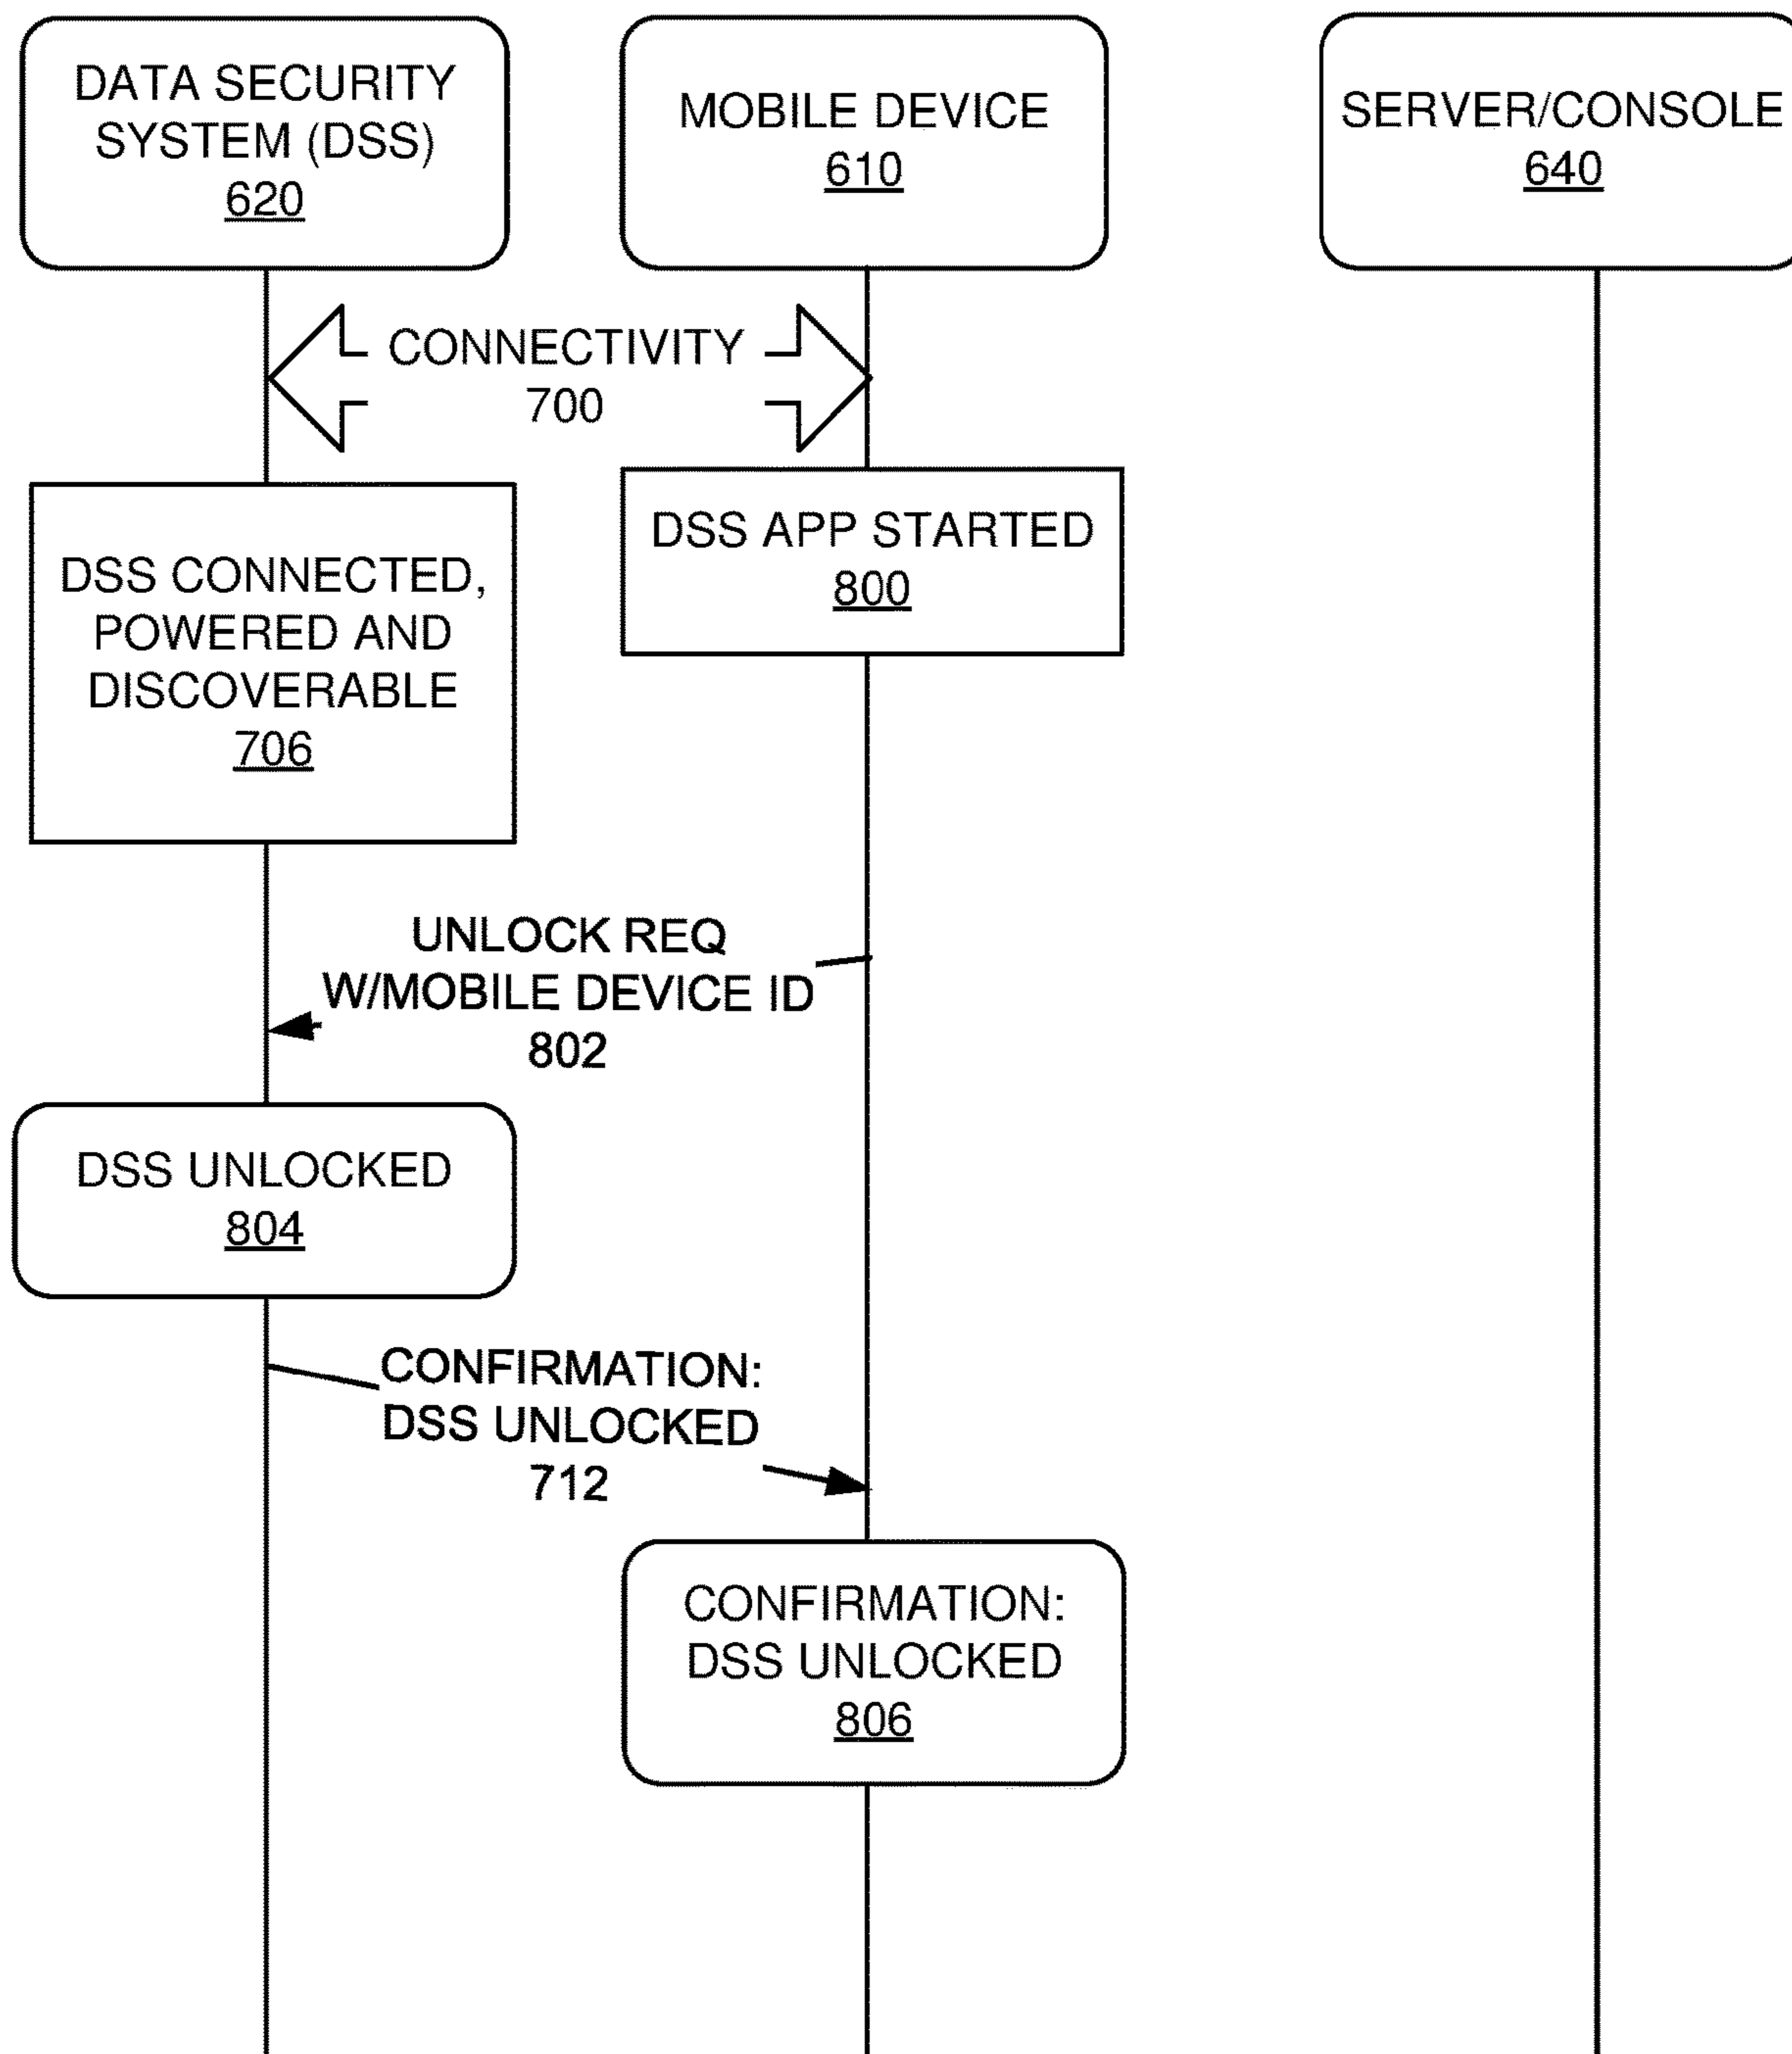 DATA SECURITY
SYSTEM (DSS)
620
MOBILE DEVICE
610
SERVER/CONSOLE
640
CONNECTIVITY
700
DSS APP STARTED
800
DSS CONNECTED,
POWERED AND
DISCOVERABLE
706
UNLOCK REQ
W/MOBILE DEVICE ID
802
DSS UNLOCKED
804
CONFIRMATION:
DSS UNLOCKED
712
CONFIRMATION:
DSS UNLOCKED
806